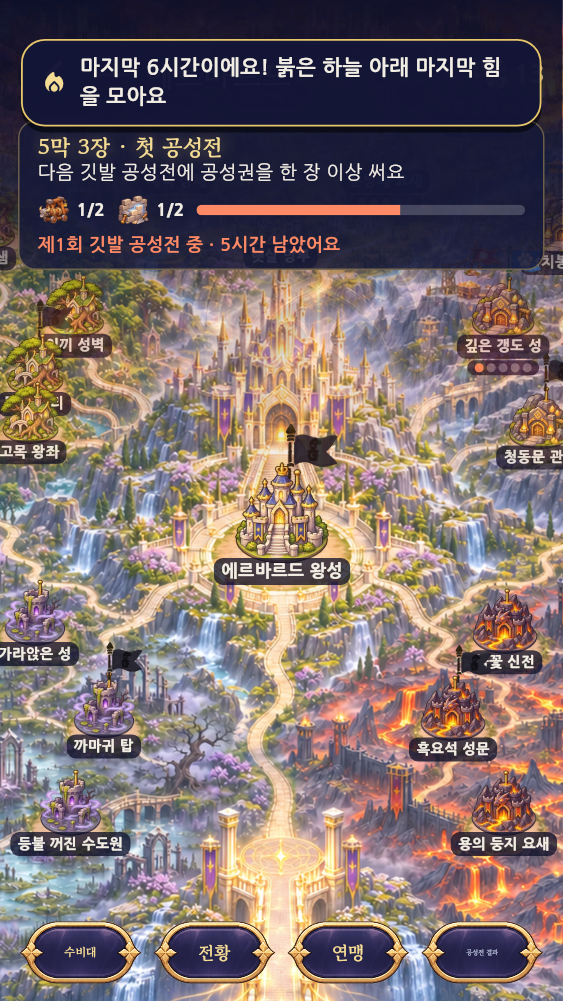 마지막 6시간이에요! 붉은 하늘 아래 마지막 힘
을 모아요
5막 3장 · 첫 공성전
다음 깃발 공성전에 공성권을 한 장 이상 써요
1/2 1/2
제1회 깃발 공성전 중 · 5시간 남았어요
성벽
깊은 갱도 성
고목 왕좌
청동문 관
에르바르드 왕성
가라앉은 성
꽃 신전
까마귀 탑
흑요석 성문
등불 꺼진 수도원
용의 둥지 요새
수비대
전황
연맹
공성전 결과